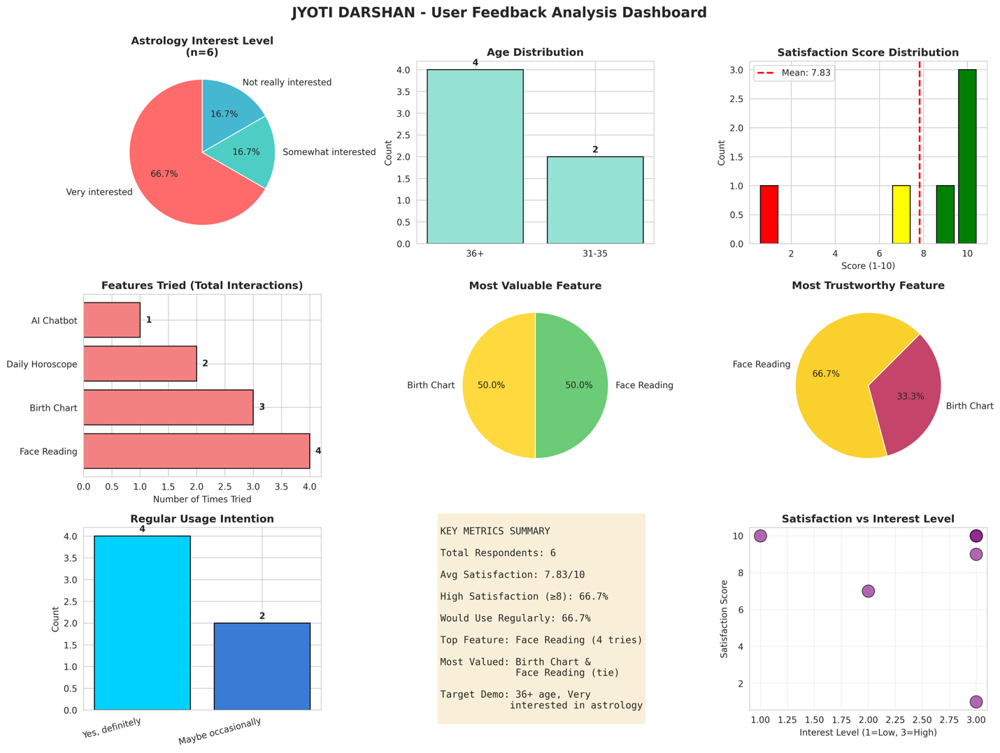 JYOTI DARSHAN - User Feedback Analysis Dashboard
Astrology Interest Level
(n=6)
Not really interested
16.7%
Somewhat interested
16.7%
66.7%
Very interested
Age Distribution
Count
4.0
3.5
3.0
2.5
2.0
1.5
1.0
0.5
0.0
4
2
36+
31-35
Satisfaction Score Distribution
Mean: 7.83
Count
3.0
2.5
2.0
1.5
1.0
0.5
0.0
2
4
6
8
10
Score (1-10)
Features Tried (Total Interactions)
AI Chatbot
1
Daily Horoscope
2
Birth Chart
3
Face Reading
4
0.0
0.5
1.0
1.5
2.0
2.5
3.0
3.5
4.0
Number of Times Tried
Most Valuable Feature
Birth Chart
50.0%
50.0%
Face Reading
Most Trustworthy Feature
Face Reading
66.7%
33.3%
Birth Chart
Regular Usage Intention
Count
4.0
3.5
3.0
2.5
2.0
1.5
1.0
0.5
0.0
4
2
Yes, definitely
Maybe occasionally
KEY METRICS SUMMARY
Total Respondents: 6
Avg Satisfaction: 7.83/10
High Satisfaction (≥8): 66.7%
Would Use Regularly: 66.7%
Top Feature: Face Reading (4 tries)
Most Valued: Birth Chart &
Face Reading (tie)
Target Demo: 36+ age, Very
interested in astrology
Satisfaction vs Interest Level
Satisfaction Score
10
8
6
4
2
1.00
1.25
1.50
1.75
2.00
2.25
2.50
2.75
3.00
Interest Level (1=Low, 3=High)